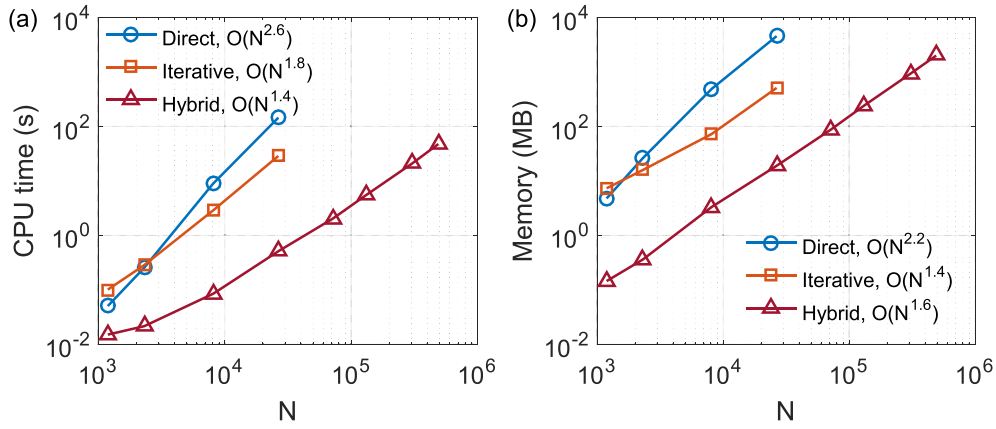 (a)
CPU time (s)
10^4
10^2
10^0
10^-2
Direct, O(N^2.6)
Iterative, O(N^1.8)
Hybrid, O(N^1.4)
10^3 10^4 10^5 10^6
N
(b)
Memory (MB)
10^4
10^2
10^0
10^-2
Direct, O(N^2.2)
Iterative, O(N^1.4)
Hybrid, O(N^1.6)
10^3 10^4 10^5 10^6
N